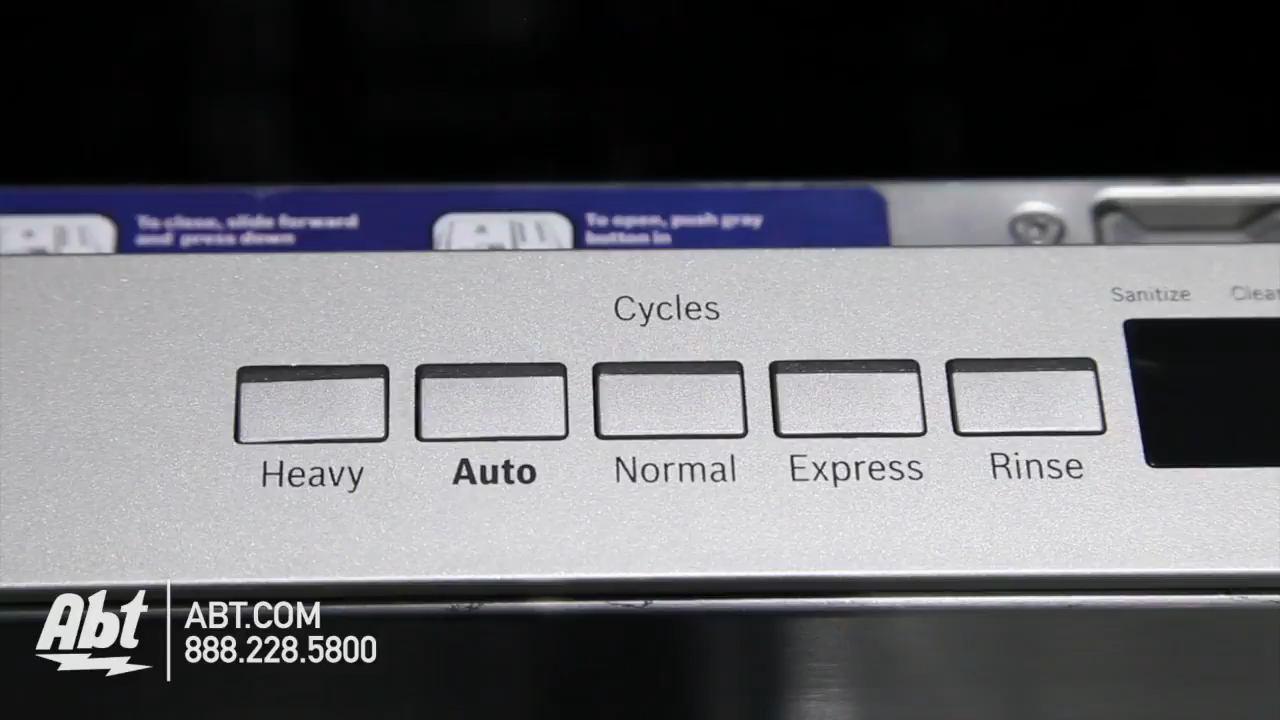 To close, slide forward
and press down
To open, push gray
button in
Cycles
Sanitize
Heavy
Auto
Normal
Express
Rinse
Abt
ABT.COM
888.228.5800